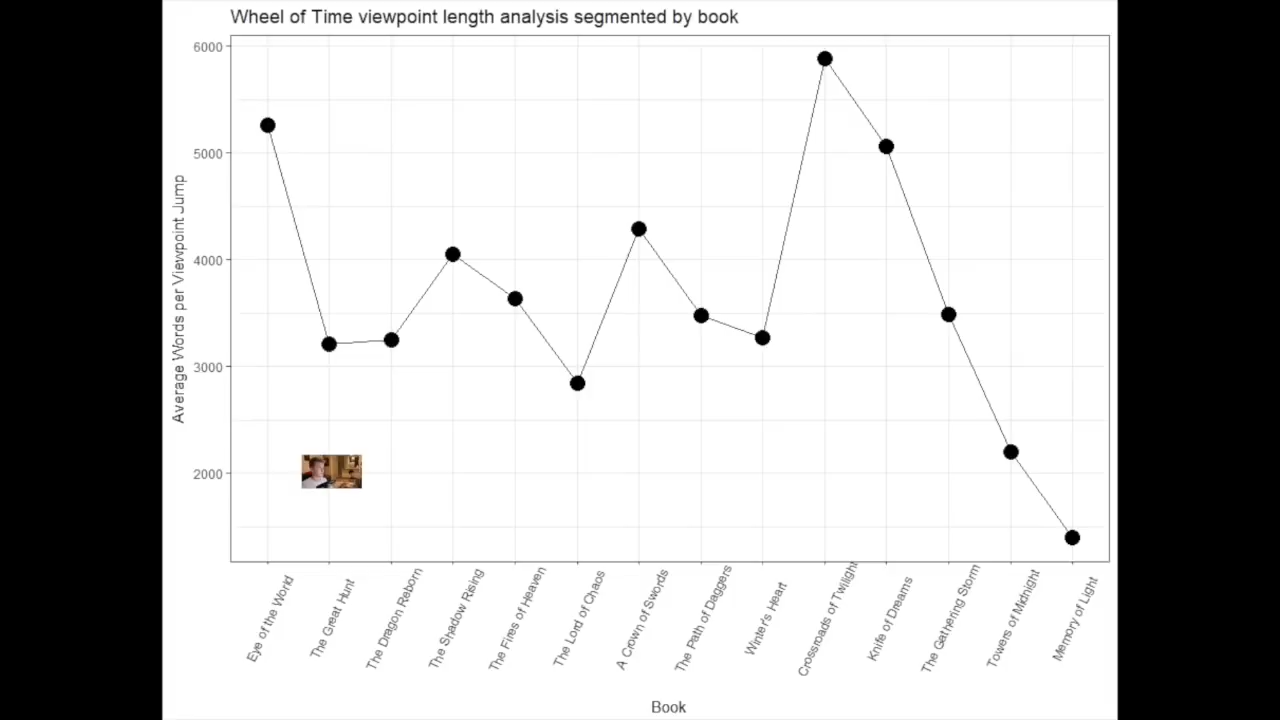 Wheel of Time viewpoint length analysis segmented by book
Average Words per Viewpoint Jump
6000
5000
4000
3000
2000
Eye of the World
The Great Hunt
The Dragon Reborn
The Shadow Rising
The Fires of Heaven
The Lord of Chaos
A Crown of Swords
The Path of Daggers
Winter's Heart
Crossroads of Twilight
Knife of Dreams
The Gathering Storm
Towers of Midnight
Memory of Light
Book